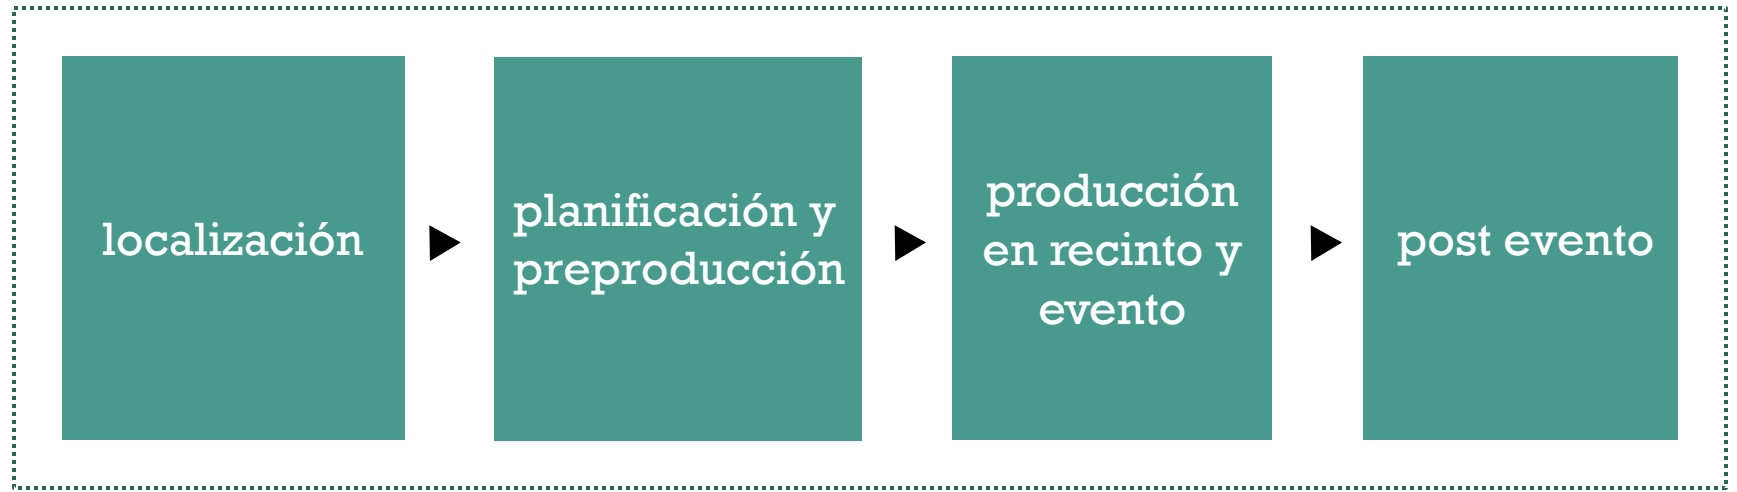 localización
planificación y
preproducción
producción
en recinto y
evento
post evento